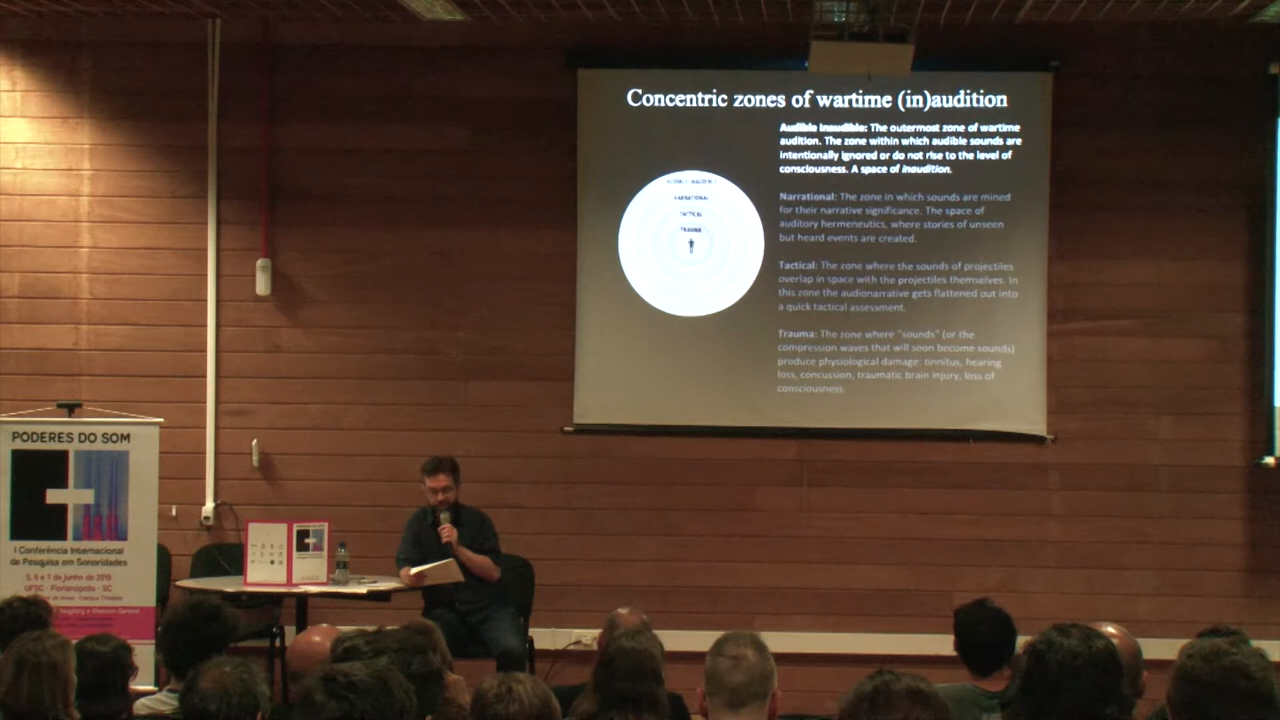 Concentric zones of wartime (in)audition
Audible Inaudible: The outermost zone of wartime
audition. The zone within which audible sounds are
intentionally ignored or do not rise to the level of
consciousness. A space of inaudition.
Narrational: The zone in which sounds are mined
for their narrative significance. The space of
auditory hermeneutics, where stories of unseen
but heard events are created.
Tactical: The zone where the sounds of projectiles
overlap in space with the projectiles themselves. In
this zone the audionarrative gets flattened out into
a quick tactical assessment.
Trauma: The zone where "sounds" (or the
compression waves that will soon become sounds)
produce physiological damage: tinnitus, hearing
loss, concussion, traumatic brain injury, loss of
consciousness.
NARRATIONAL
TACTICAL
TRAUMA
PODERES DO SOM
I Conferência Internacional
de Pesquisa em Sonoridades
5, 6 e 7 de junho de 2019
UFSC - Florianópolis - SC